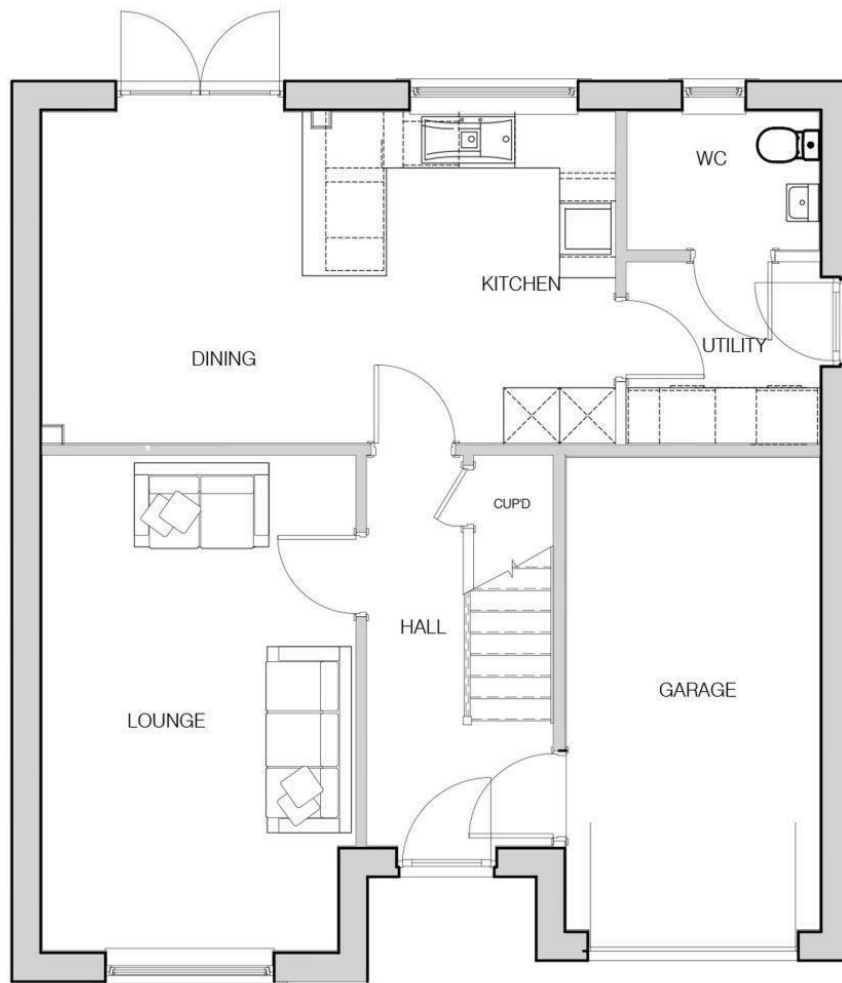 WC
KITCHEN
UTILITY
DINING
CUP'D
HALL
GARAGE
LOUNGE